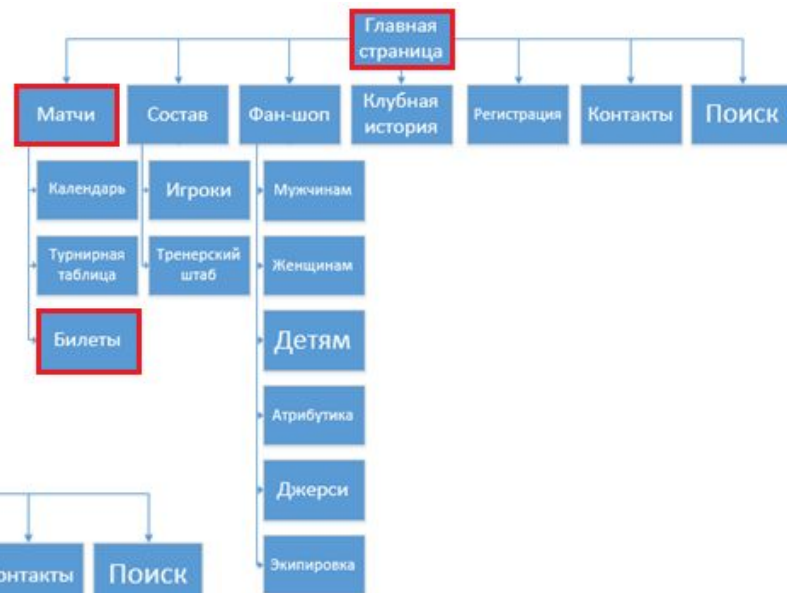 Главная
страница
Матчи
Состав
Фан-шоп
Клубная
история
Регистрация
Контакты
Поиск
Календарь
Игроки
Мужчинам
Турнирная
таблица
Тренерский
штаб
Женщинам
Билеты
Детям
Атрибутика
Джерси
Экипировка
онтакты
Поиск